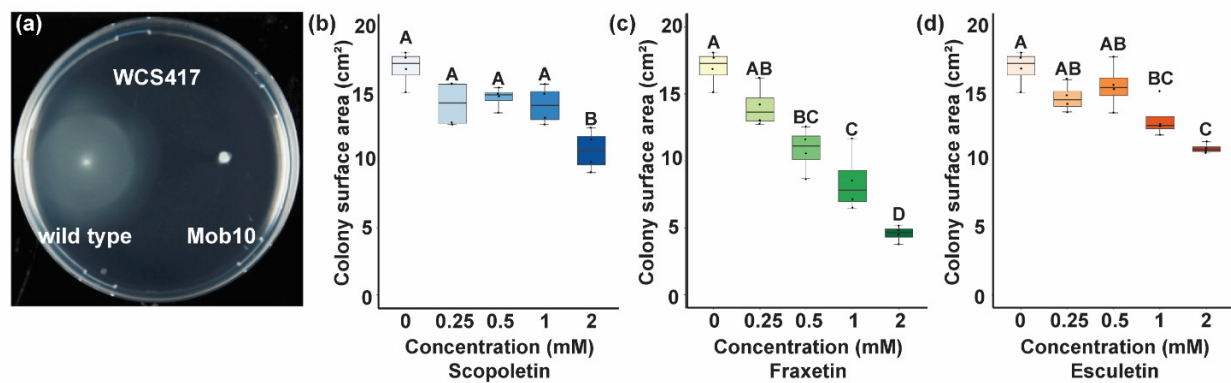 (a)
WCS417
wild type Mob10
(b)
Colony surface area (cm²)
20
15
10
5
0
A
A
A
A
B
0 0.25 0.5 1 2
Concentration (mM)
Scopoletin
(c)
Colony surface area (cm²)
20
15
10
5
0
A
AB
BC
C
D
0 0.25 0.5 1 2
Concentration (mM)
Fraxetin
(d)
Colony surface area (cm²)
20
15
10
5
0
A
AB
AB
BC
C
0 0.25 0.5 1 2
Concentration (mM)
Esculetin